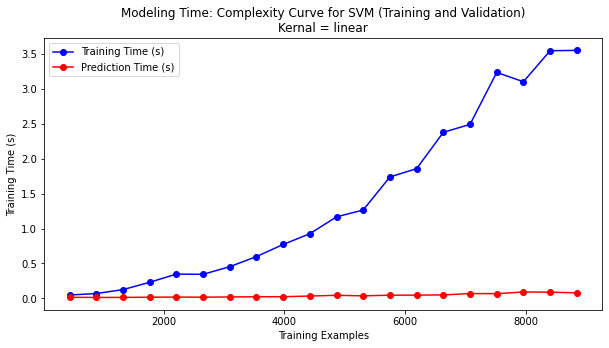 Modeling Time: Complexity Curve for SVM (Training and Validation)
Kernal = linear
Training Time (s)
Prediction Time (s)
Training Time (s)
3.5
3.0
2.5
2.0
1.5
1.0
0.5
0.0
2000
4000
6000
8000
Training Examples